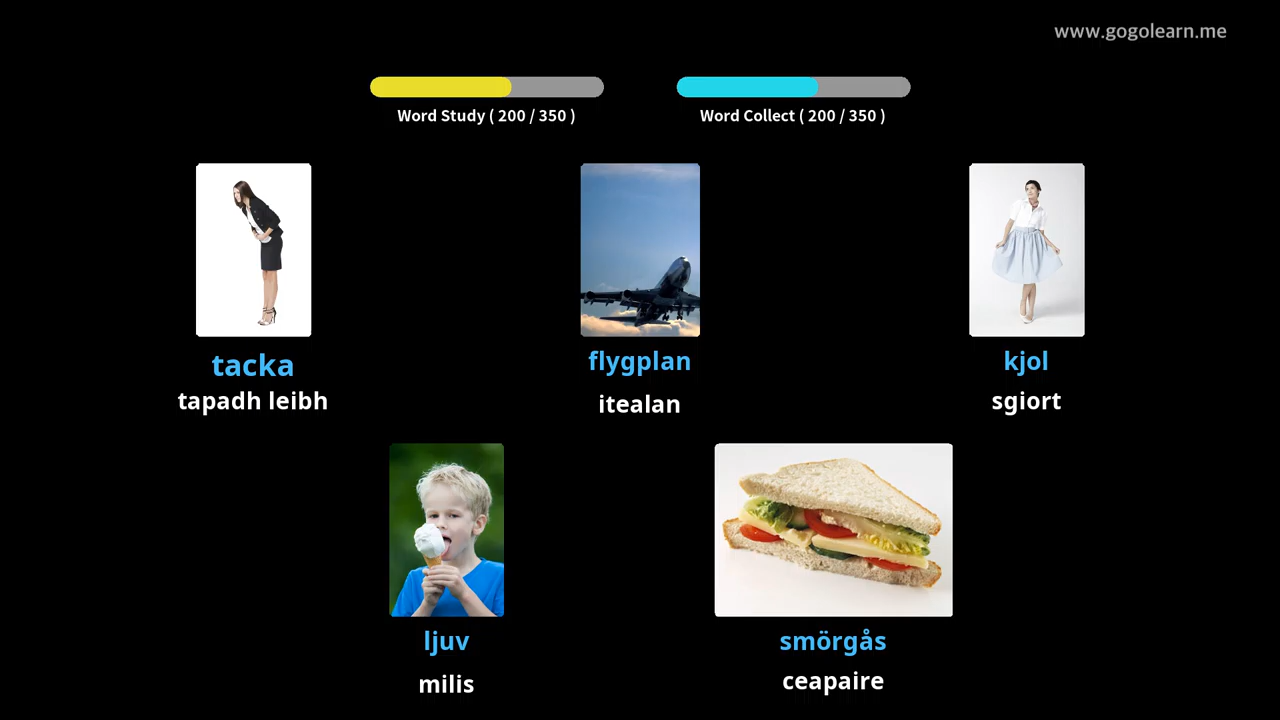 www.gogolearn.me
Word Study ( 200 / 350 )
Word Collect ( 200 / 350 )
tacka
tapadh leibh
flygplan
itealan
kjol
sgiort
ljuv
milis
smörgås
ceapaire